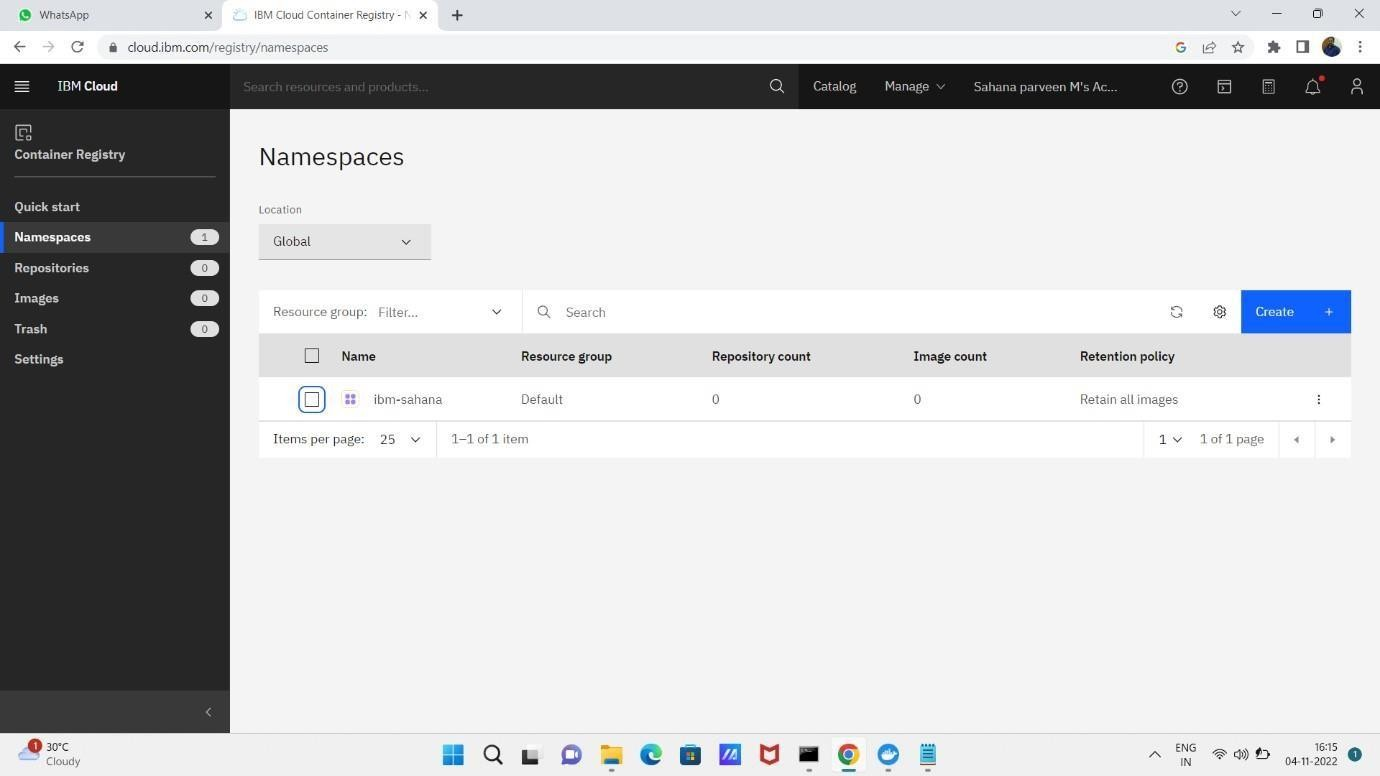 WhatsApp
IBM Cloud Container Registry - N
cloud.ibm.com/registry/namespaces
IBM Cloud
Search resources and products...
Catalog
Manage
Sahana parveen M's Ac...
Container Registry
Quick start
Namespaces 1
Repositories 0
Images 0
Trash 0
Settings
Namespaces
Location
Global
Resource group: Filter...
Search
Create +
Name Resource group Repository count Image count Retention policy
ibm-sahana Default 0 0 Retain all images
Items per page: 25 1–1 of 1 item 1 1 of 1 page
1 30°C
Cloudy
ENG
IN
16:15
04-11-2022
1